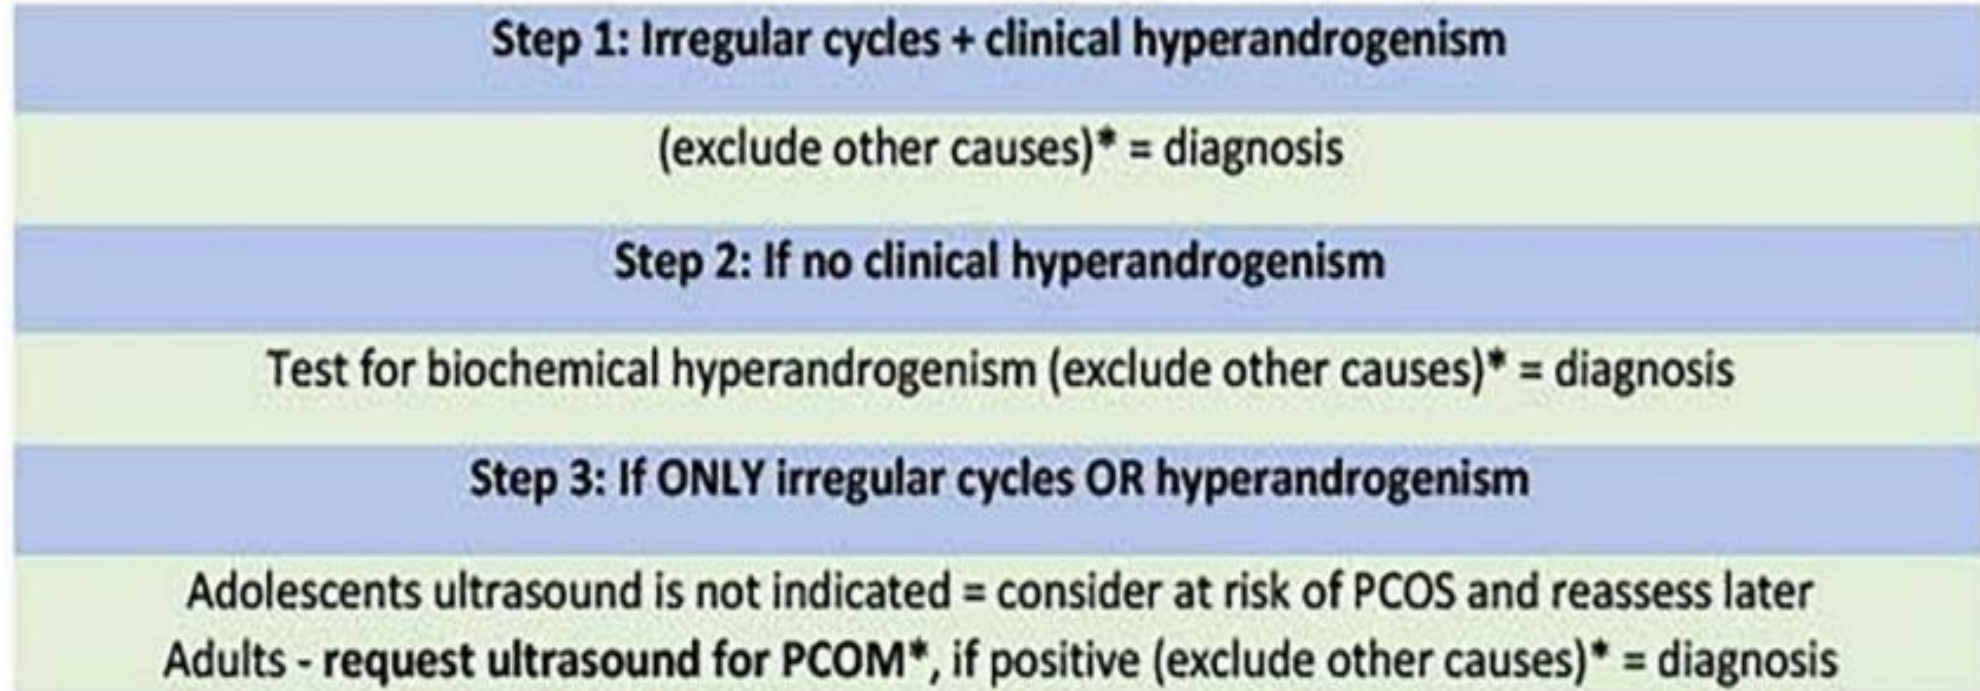 Step 1: Irregular cycles + clinical hyperandrogenism
(exclude other causes)* = diagnosis
Step 2: If no clinical hyperandrogenism
Test for biochemical hyperandrogenism (exclude other causes)* = diagnosis
Step 3: If ONLY irregular cycles OR hyperandrogenism
Adolescents ultrasound is not indicated = consider at risk of PCOS and reassess later
Adults - request ultrasound for PCOM*, if positive (exclude other causes)* = diagnosis